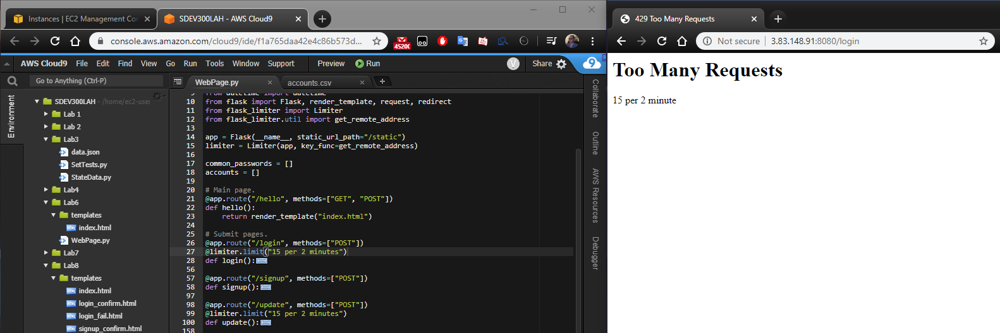 Instances | EC2 Management Con
SDEV300LAH - AWS Cloud9
console.aws.amazon.com/cloud9/ide/f1a765daa42e4c86b573d...
45200
AWS Cloud9 File Edit Find View Go Run Tools Window Support Preview Run V Share 9
Go to Anything (Ctrl-P)
WebPage.py
accounts.csv
Environment
SDEV300LAH - /home/ec2-user
Lab 1
Lab 2
Lab3
data.json
SetTests.py
StateData.py
Lab4
Lab6
templates
index.html
WebPage.py
Lab7
Lab8
templates
index.html
login_confirm.html
login_fail.html
signup_confirm.html
9 from datetime import datetime
10 from flask import Flask, render_template, request, redirect
11 from flask_limiter import Limiter
12 from flask_limiter.util import get_remote_address
13
14 app = Flask(__name__, static_url_path="/static")
15 limiter = Limiter(app, key_func=get_remote_address)
16
17 common_passwords = []
18 accounts = []
19
20 # Main page.
21 @app.route("/hello", methods=["GET", "POST"])
22 def hello():
23 return render_template("index.html")
24
25 # Submit pages.
26 @app.route("/login", methods=["POST"])
27 @limiter.limit("15 per 2 minutes")
28 def login():
56
57 @app.route("/signup", methods=["POST"])
58 def signup():
97
98 @app.route("/update", methods=["POST"])
99 @limiter.limit("15 per 2 minutes")
100 def update():
158
Collaborate
Outline
AWS Resources
Debugger
429 Too Many Requests
Not secure | 3.83.148.91:8080/login
Too Many Requests
15 per 2 minute